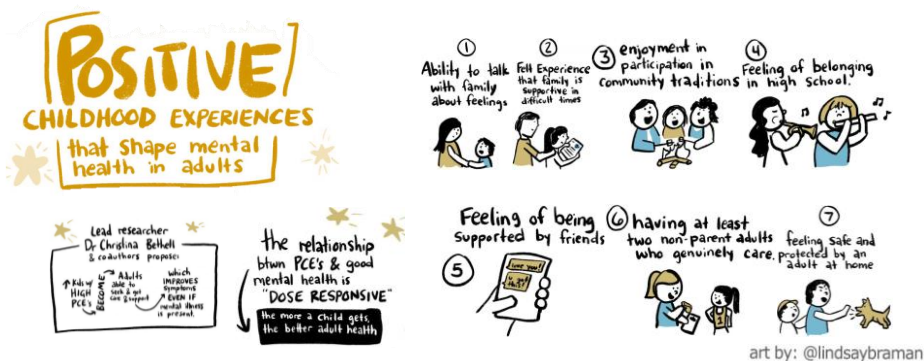 POSITIVE
CHILDHOOD EXPERIENCES
that shape mental
health in adults
Lead researcher
Dr Christina Bethell
& coauthors propose:
↑ Kids w/
HIGH
PCE's
BECOME
Adults
able to
seek & get
care & support
which
IMPROVES
symptoms
EVEN IF
mental illness
is present.
the relationship
btwn PCE's & good
mental health is
"DOSE RESPONSIVE"
the more a child gets,
the better adult health
1
Ability to talk
with family
about feelings
2
Felt Experience
that family is
supportive in
difficult times
3 enjoyment in
participation in
community traditions
4
Feeling of belonging
in high school.
Feeling of being
supported by friends
5
love you!
6 having at least
two non-parent adults
who genuinely care.
7
feeling safe and
protected by an
adult at home
art by: @lindsaybraman